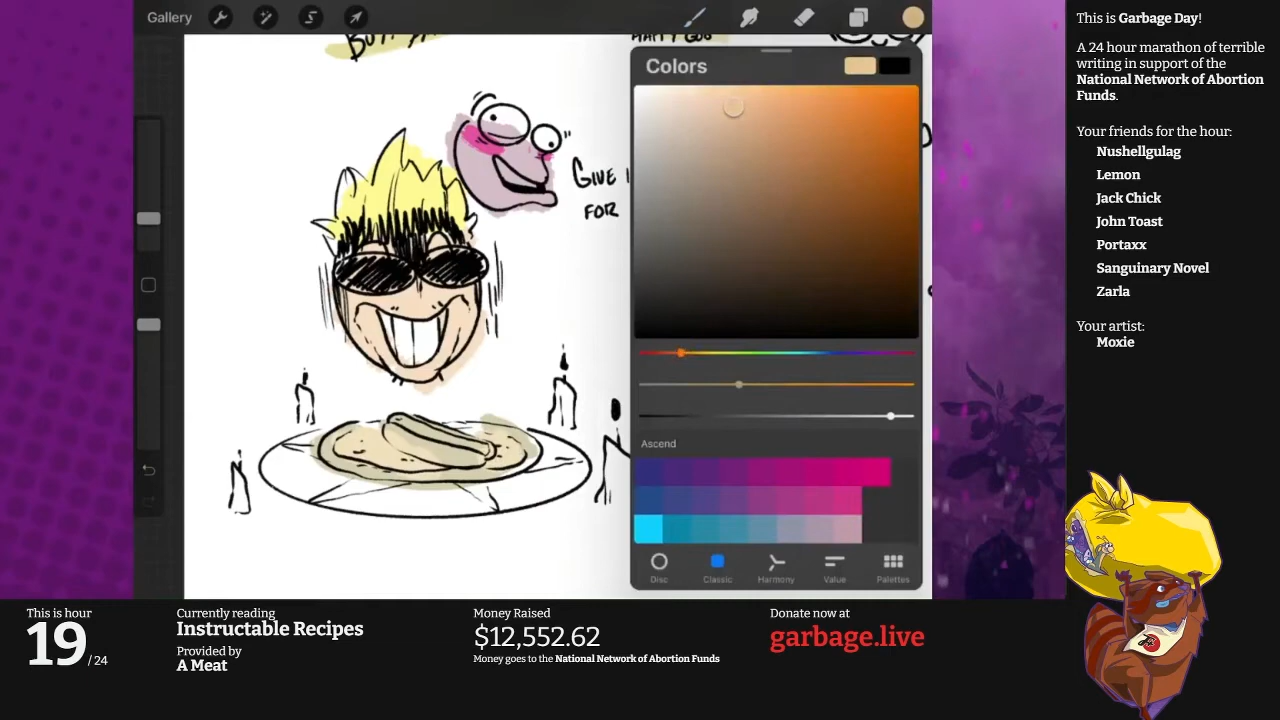 Gallery
GIVE
FOR
Colors
Ascend
Disc
Classic
Harmony
Value
Palettes
This is Garbage Day!
A 24 hour marathon of terrible
writing in support of the
National Network of Abortion
Funds.
Your friends for the hour:
Nushellgulag
Lemon
Jack Chick
John Toast
Portaxx
Sanguinary Novel
Zarla
Your artist:
Moxie
This is hour
19 / 24
Currently reading
Instructable Recipes
Provided by
A Meat
Money Raised
$12,552.62
Money goes to the National Network of Abortion Funds
Donate now at
garbage.live